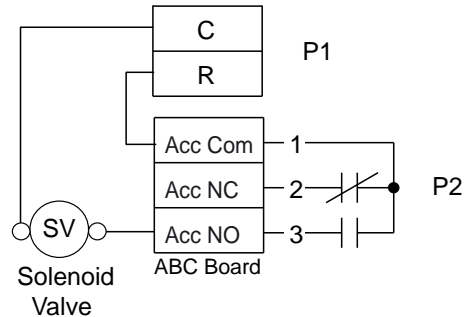 C
P1
R
Acc Com 1
Acc NC 2
P2
SV
Acc NO 3
ABC Board
Solenoid
Valve